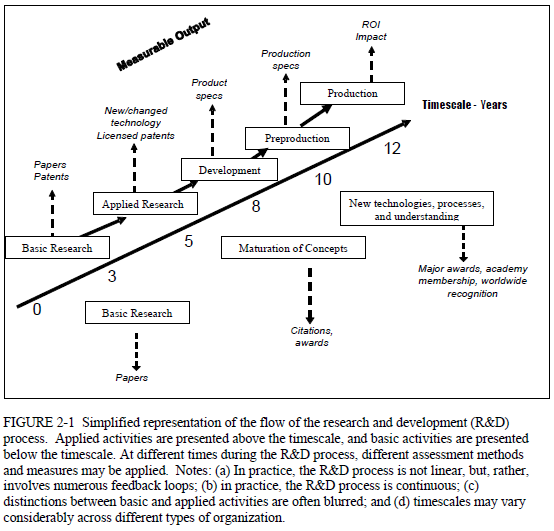 Measurable Output
ROI
Impact
Production
specs
Product
specs
Production
New/changed
technology
Licensed patents
Timescale - Years
Preproduction
Papers
Patents
Development
12
Applied Research
10
New technologies, processes,
and understanding
8
Basic Research
5
Maturation of Concepts
3
Major awards, academy
membership, worldwide
recognition
0
Basic Research
Citations,
awards
Papers
FIGURE 2-1 Simplified representation of the flow of the research and development (R&D)
process. Applied activities are presented above the timescale, and basic activities are presented
below the timescale. At different times during the R&D process, different assessment methods
and measures may be applied. Notes: (a) In practice, the R&D process is not linear, but, rather,
involves numerous feedback loops; (b) in practice, the R&D process is continuous; (c)
distinctions between basic and applied activities are often blurred; and (d) timescales may vary
considerably across different types of organization.